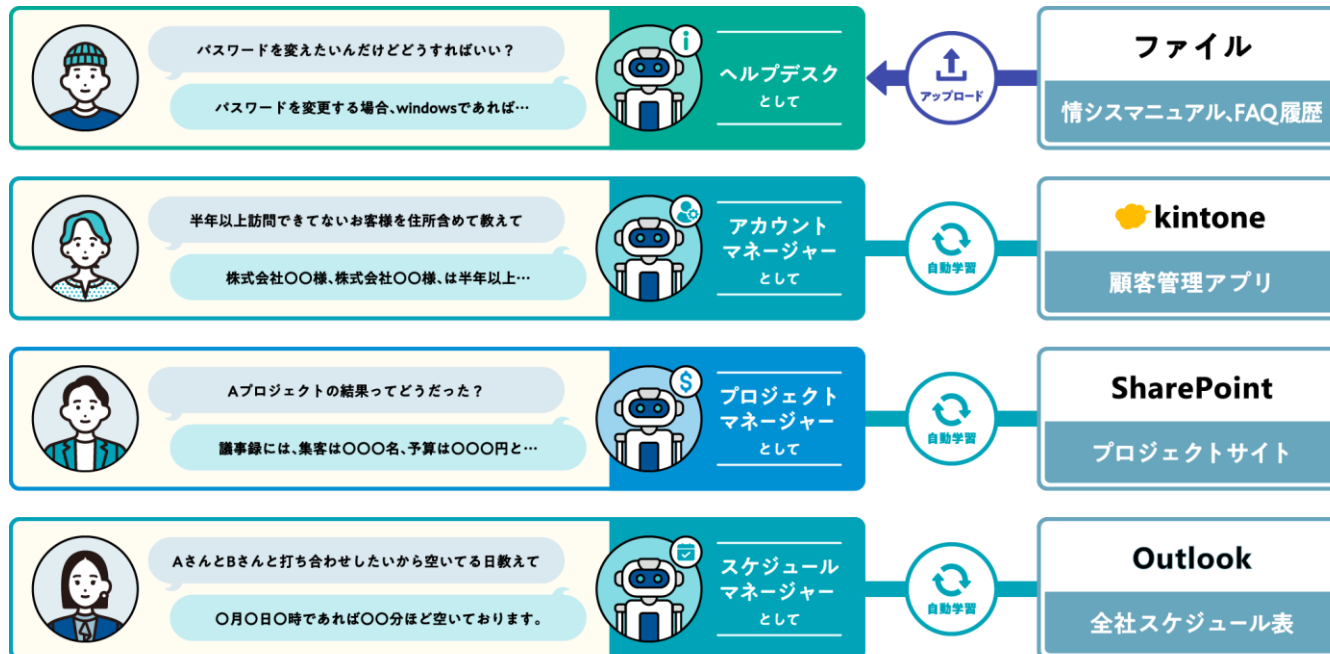 パスワードを変えたいんだけどどうすればいい？
パスワードを変更する場合、windowsであれば…
ヘルプデスク
として
アップロード
ファイル
情シスマニュアル、FAQ履歴
半年以上訪問できてないお客様を住所含めて教えて
株式会社〇〇様、株式会社〇〇様、は半年以上…
アカウント
マネージャー
として
自動学習
kintone
顧客管理アプリ
Aプロジェクトの結果ってどうだった？
議事録には、集客は〇〇〇名、予算は〇〇〇円と…
プロジェクト
マネージャー
として
自動学習
SharePoint
プロジェクトサイト
AさんとBさんと打ち合わせしたいから空いてる日教えて
〇月〇日〇時であれば〇〇分ほど空いております。
スケジュール
マネージャー
として
自動学習
Outlook
全社スケジュール表